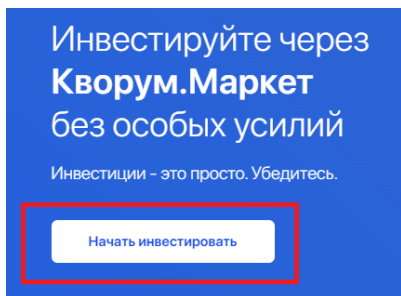 Инвестируйте через
Кворум.Маркет
без особых усилий
Инвестиции – это просто. Убедитесь.
Начать инвестировать